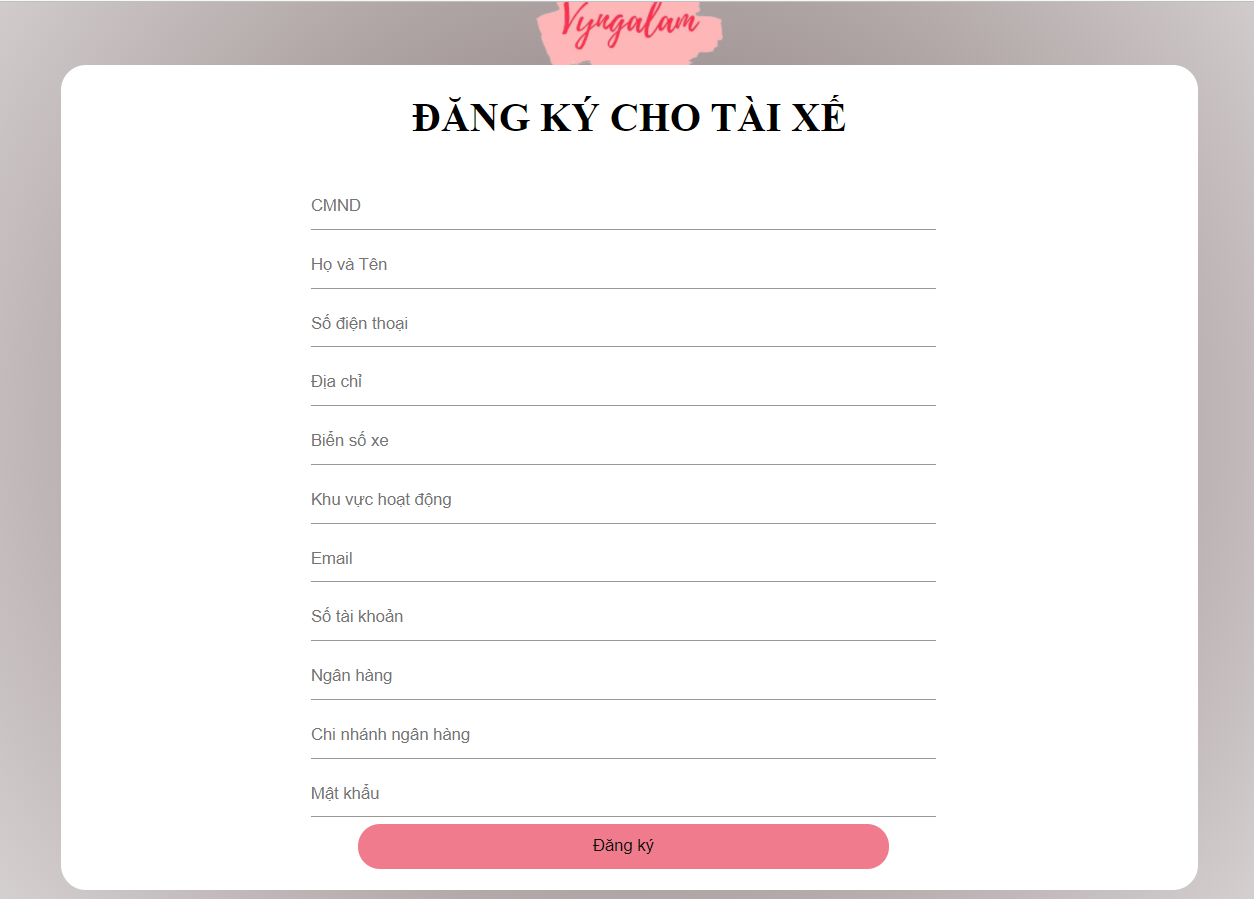 Vyngalam
ĐĂNG KÝ CHO TÀI XẾ
CMND
Họ và Tên
Số điện thoại
Địa chỉ
Biển số xe
Khu vực hoạt động
Email
Số tài khoản
Ngân hàng
Chi nhánh ngân hàng
Mật khẩu
Đăng ký